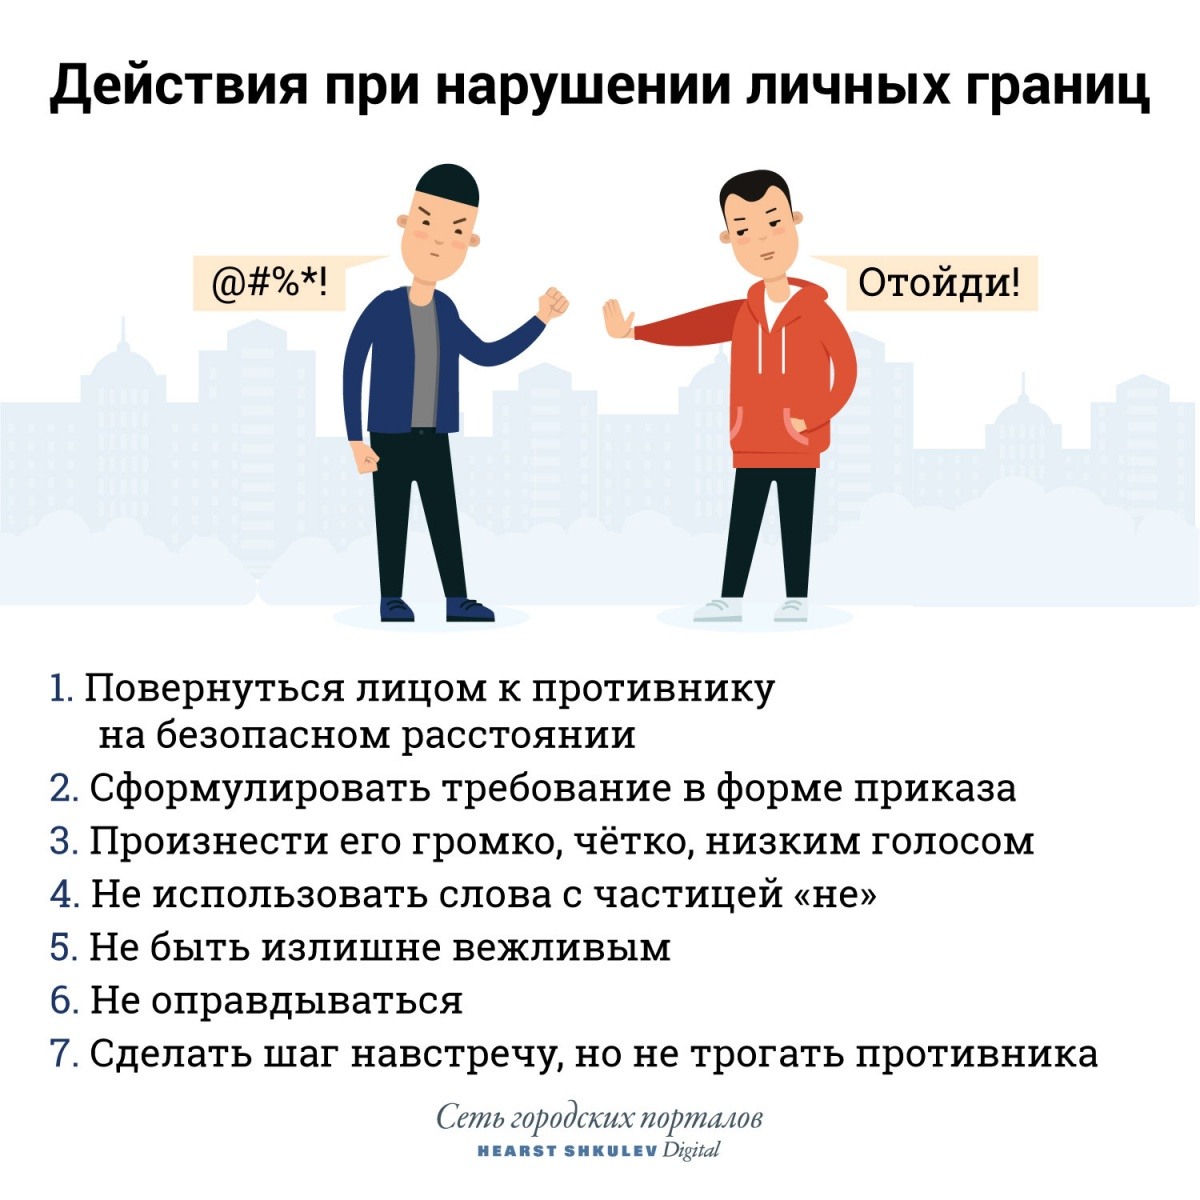 Действия при нарушении личных границ
@#%*!
Отойди!
1. Повернуться лицом к противнику
на безопасном расстоянии
2. Сформулировать требование в форме приказа
3. Произнести его громко, чётко, низким голосом
4. Не использовать слова с частицей «не»
5. Не быть излишне вежливым
6. Не оправдываться
7. Сделать шаг навстречу, но не трогать противника
Сеть городских порталов
HEARST SHKULEV Digital